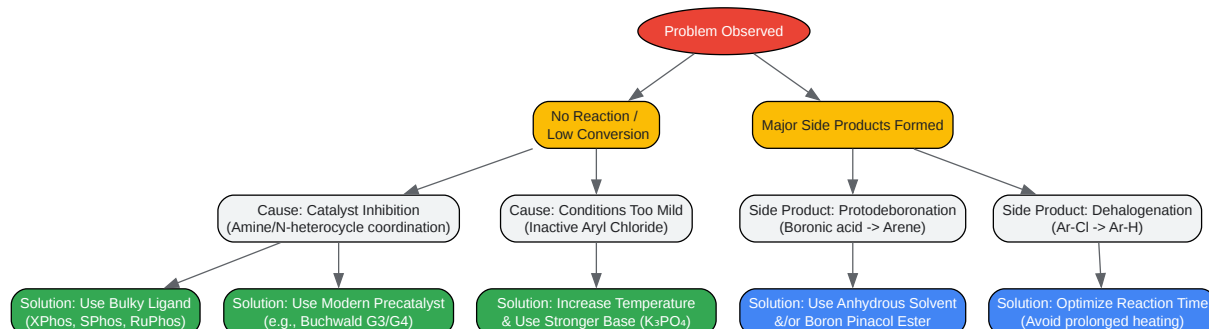 Problem Observed
No Reaction /
Low Conversion
Major Side Products Formed
Cause: Catalyst Inhibition
(Amine/N-heterocycle coordination)
Cause: Conditions Too Mild
(Inactive Aryl Chloride)
Side Product: Protodeboronation
(Boronic acid -> Arene)
Side Product: Dehalogenation
(Ar-Cl -> Ar-H)
Solution: Use Bulky Ligand
(XPhos, SPhos, RuPhos)
Solution: Use Modern Precatalyst
(e.g., Buchwald G3/G4)
Solution: Increase Temperature
& Use Stronger Base (K₃PO₄)
Solution: Use Anhydrous Solvent
&/or Boron Pinacol Ester
Solution: Optimize Reaction Time
(Avoid prolonged heating)